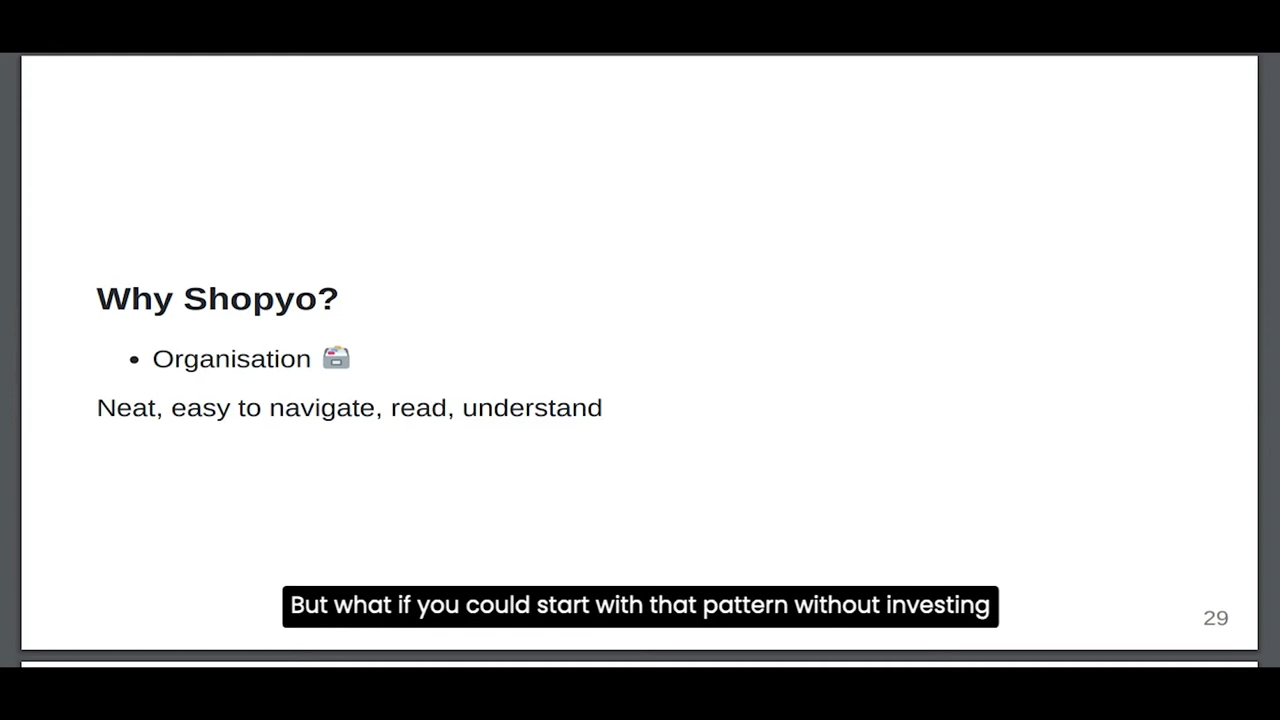 Why Shopyo?
• Organisation 🗃️
Neat, easy to navigate, read, understand
But what if you could start with that pattern without investing
29